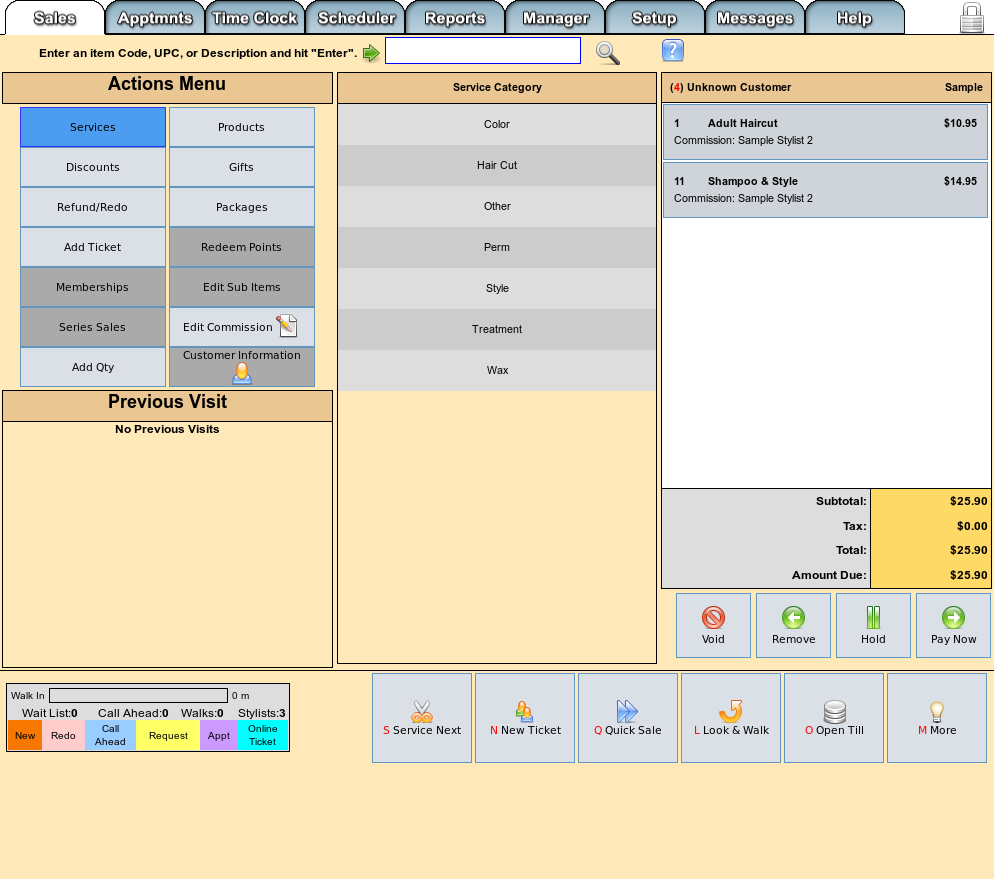 Sales Apptmnts Time Clock Scheduler Reports Manager Setup Messages Help
Enter an item Code, UPC, or Description and hit "Enter".
?
Actions Menu
Services Products
Discounts Gifts
Refund/Redo Packages
Add Ticket Redeem Points
Memberships Edit Sub Items
Series Sales Edit Commission
Add Qty Customer Information
Previous Visit
No Previous Visits
Service Category
Color
Hair Cut
Other
Perm
Style
Treatment
Wax
(4) Unknown Customer Sample
1 Adult Haircut $10.95
Commission: Sample Stylist 2
11 Shampoo & Style $14.95
Commission: Sample Stylist 2
Subtotal: $25.90
Tax: $0.00
Total: $25.90
Amount Due: $25.90
Void Remove Hold Pay Now
Walk In 0 m
Wait List:0 Call Ahead:0 Walks:0 Stylists:3
New Redo Call Ahead Request Appt Online Ticket
S Service Next N New Ticket Q Quick Sale L Look & Walk O Open Till M More